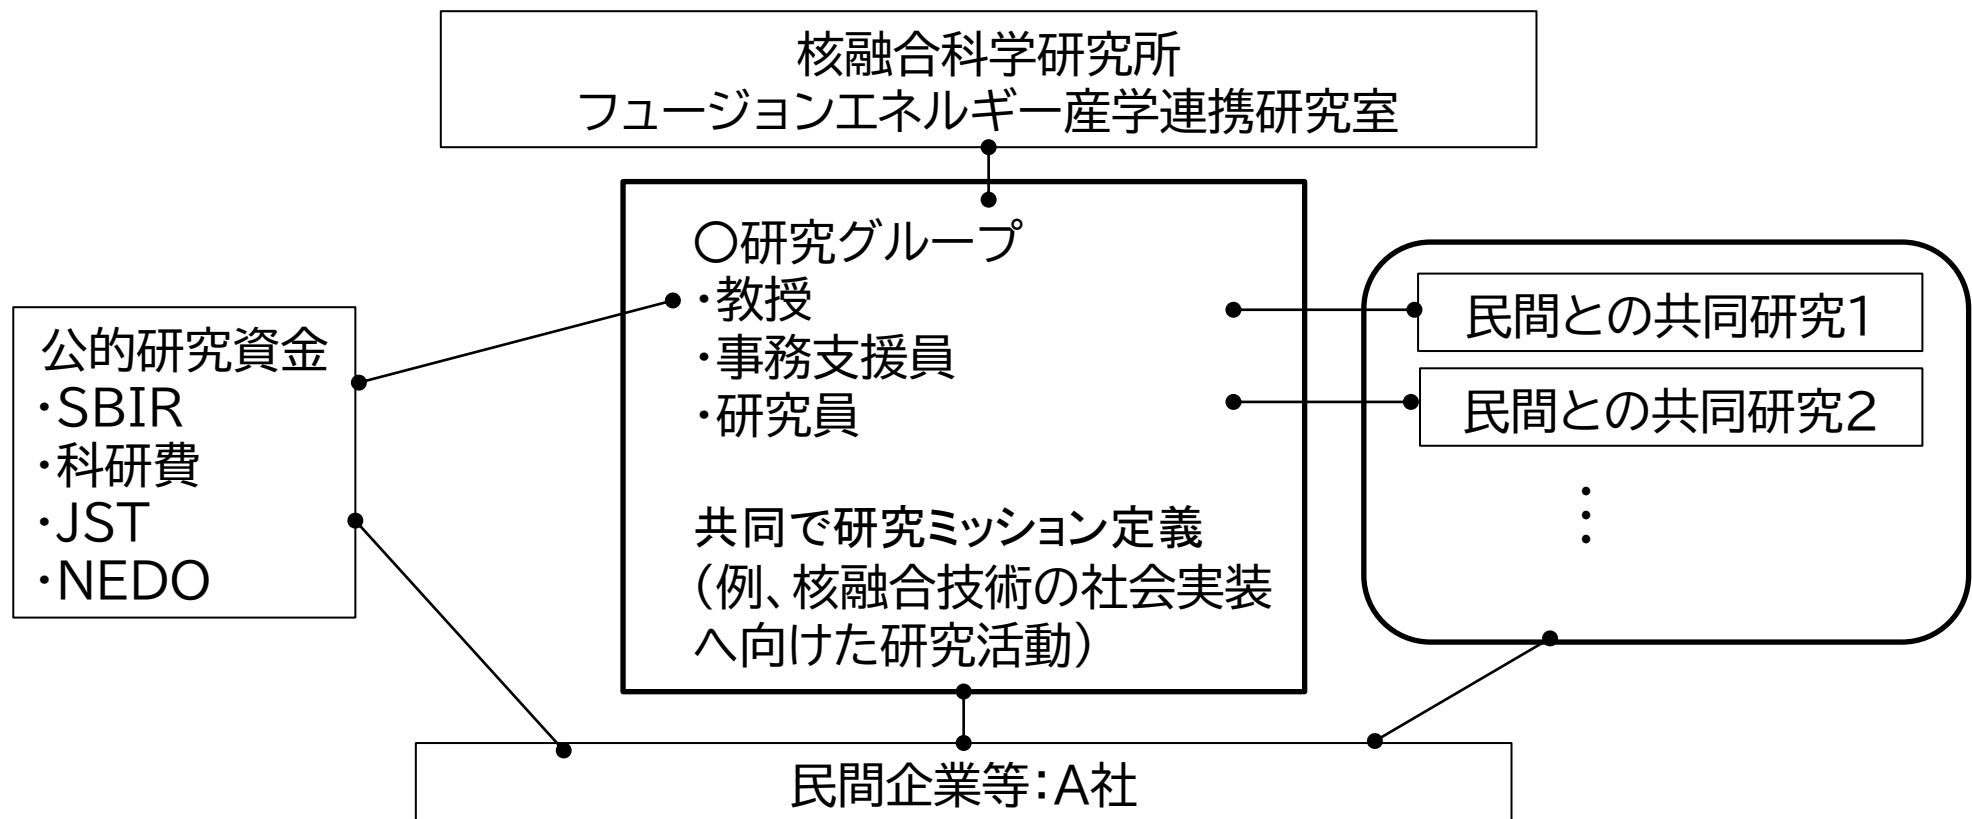 核融合科学研究所
フュージョンエネルギー産学連携研究室
〇研究グループ
・教授
・事務支援員
・研究員
共同で研究ミッション定義
（例、核融合技術の社会実装
へ向けた研究活動）
公的研究資金
・SBIR
・科研費
・JST
・NEDO
民間との共同研究1
民間との共同研究2
⋮
民間企業等：A社